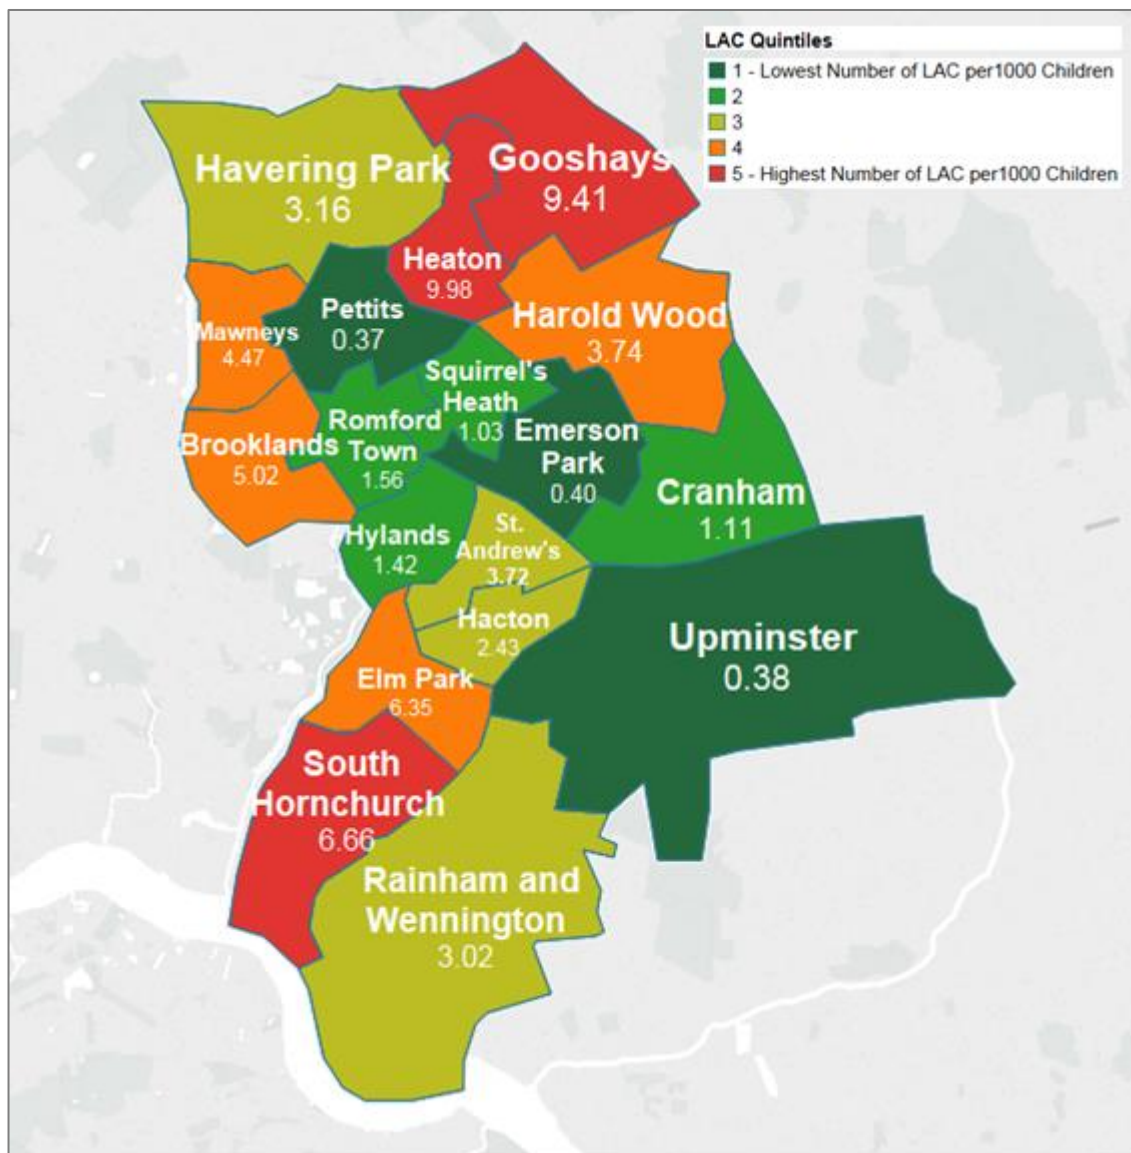 LAC Quintiles
1 - Lowest Number of LAC per1000 Children
2
3
4
5 - Highest Number of LAC per1000 Children
Gooshays
9.41
Havering Park
3.16
Heaton
9.98
Harold Wood
3.74
Pettits
0.37
Mawneys
4.47
Squirrel's
Heath
1.03
Romford
Town
1.56
Emerson
Park
0.40
Brooklands
5.02
Cranham
1.11
Hylands
1.42
St.
Andrew's
3.72
Hacton
2.43
Upminster
0.38
Elm Park
6.35
South
Hornchurch
6.66
Rainham and
Wennington
3.02